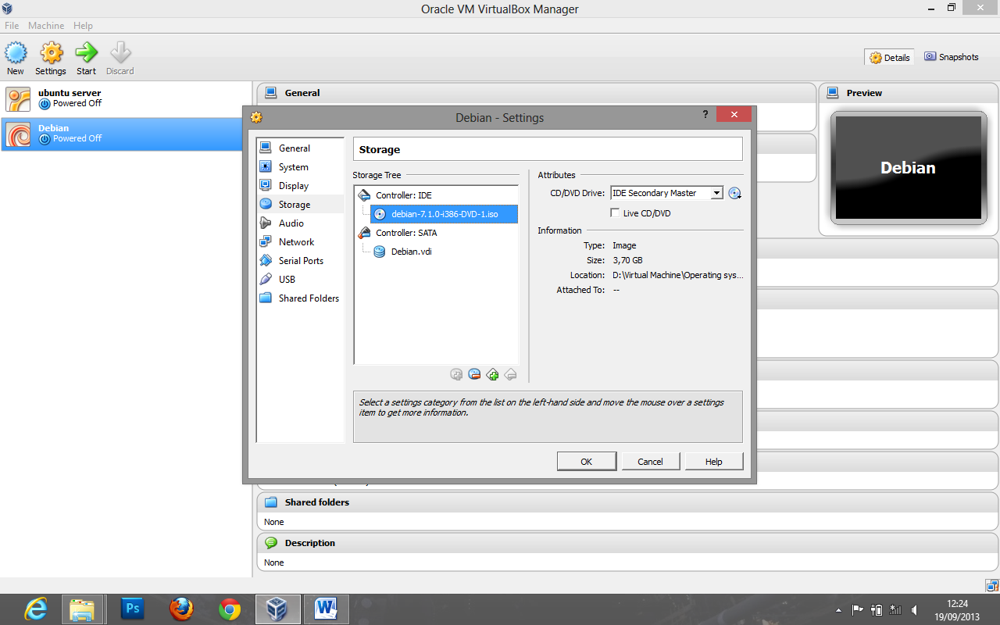 Oracle VM VirtualBox Manager
File Machine Help
New Settings Start Discard
Details Snapshots
ubuntu server
Powered Off
Debian
Powered Off
General
Preview
Debian
Debian - Settings
?
General
System
Display
Storage
Audio
Network
Serial Ports
USB
Shared Folders
Storage
Storage Tree
Controller: IDE
debian-7.1.0-i386-DVD-1.iso
Controller: SATA
Debian.vdi
Attributes
CD/DVD Drive: IDE Secondary Master
Live CD/DVD
Information
Type: Image
Size: 3,70 GB
Location: D:\Virtual Machine\Operating sys...
Attached To: --
Select a settings category from the list on the left-hand side and move the mouse over a settings
item to get more information.
OK Cancel Help
Shared folders
None
Description
None
Ps
12:24
19/09/2013